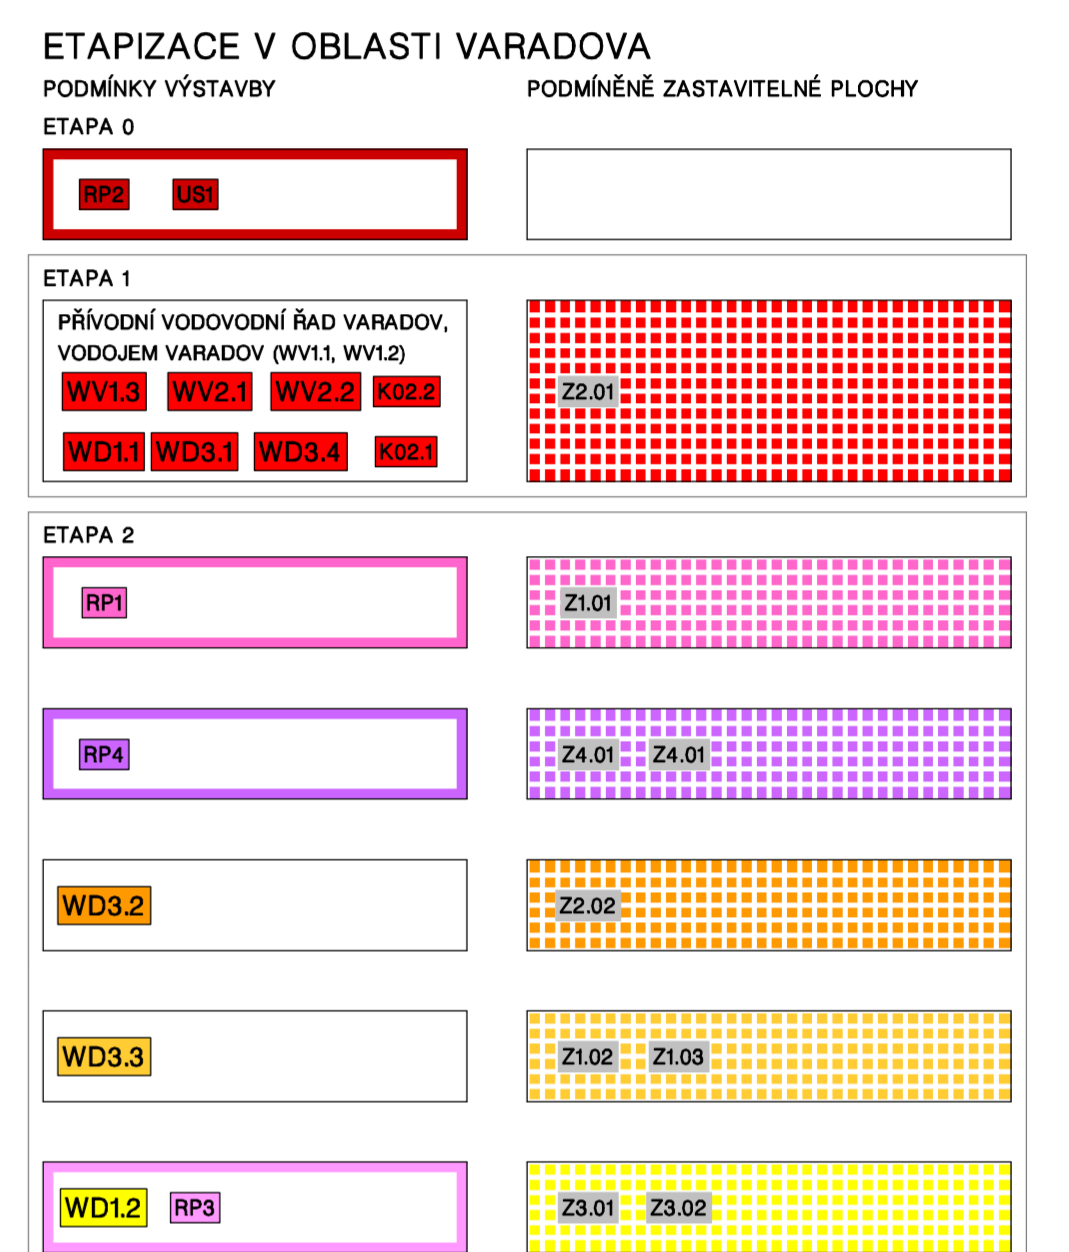 ETAPIZACE V OBLASTI VARADOVA
PODMÍNKY VÝSTAVBY PODMÍNĚNĚ ZASTAVITELNÉ PLOCHY
ETAPA 0
RP2 US1
ETAPA 1
PŘÍVODNÍ VODOVODNÍ ŘAD VARADOV,
VODOJEM VARADOV (WV1.1, WV1.2)
WV1.3 WV2.1 WV2.2 K02.2 Z2.01
WD1.1 WD3.1 WD3.4 K02.1
ETAPA 2
RP1 Z1.01
RP4 Z4.01 Z4.01
WD3.2 Z2.02
WD3.3 Z1.02 Z1.03
WD1.2 RP3 Z3.01 Z3.02